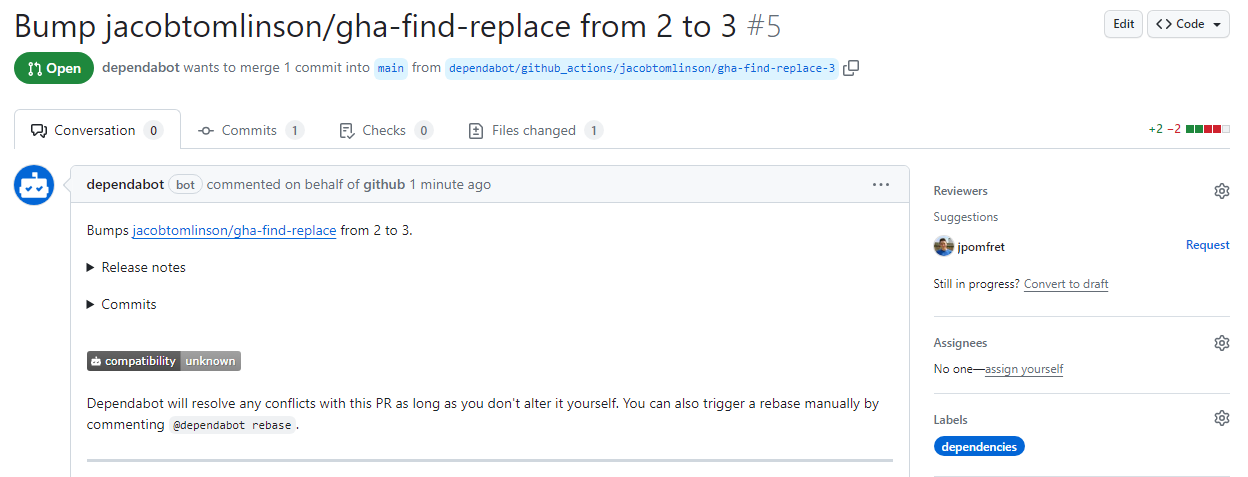 Bump jacobtomlinson/gha-find-replace from 2 to 3 #5
Edit
<> Code
Open
dependabot wants to merge 1 commit into main from dependabot/github_actions/jacobtomlinson/gha-find-replace-3
Conversation 0
Commits 1
Checks 0
Files changed 1
+2 −2
dependabot bot commented on behalf of github 1 minute ago
Bumps jacobtomlinson/gha-find-replace from 2 to 3.
Release notes
Commits
compatibility unknown
Dependabot will resolve any conflicts with this PR as long as you don't alter it yourself. You can also trigger a rebase manually by
commenting @dependabot rebase.
Reviewers
Suggestions
jpomfret
Request
Still in progress? Convert to draft
Assignees
No one—assign yourself
Labels
dependencies